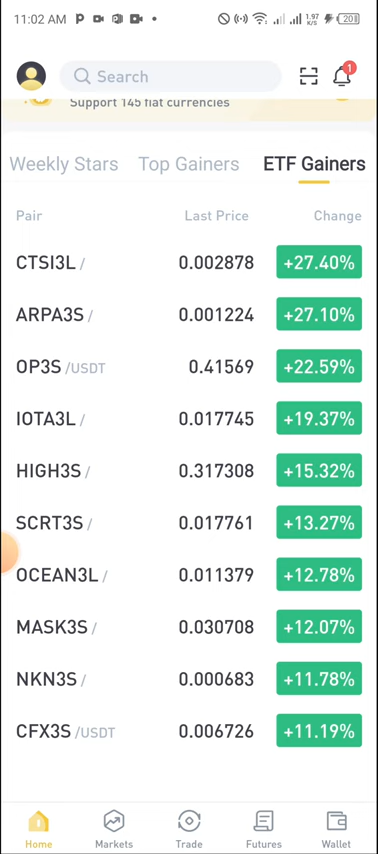 11:02 AM P 1.97 K/S 20
Search 1
Support 145 fiat currencies
Weekly Stars Top Gainers ETF Gainers
Pair Last Price Change
CTSI3L / 0.002878 +27.40%
ARPA3S / 0.001224 +27.10%
OP3S /USDT 0.41569 +22.59%
IOTA3L / 0.017745 +19.37%
HIGH3S / 0.317308 +15.32%
SCRT3S / 0.017761 +13.27%
OCEAN3L / 0.011379 +12.78%
MASK3S / 0.030708 +12.07%
NKN3S / 0.000683 +11.78%
CFX3S /USDT 0.006726 +11.19%
Home Markets Trade Futures Wallet